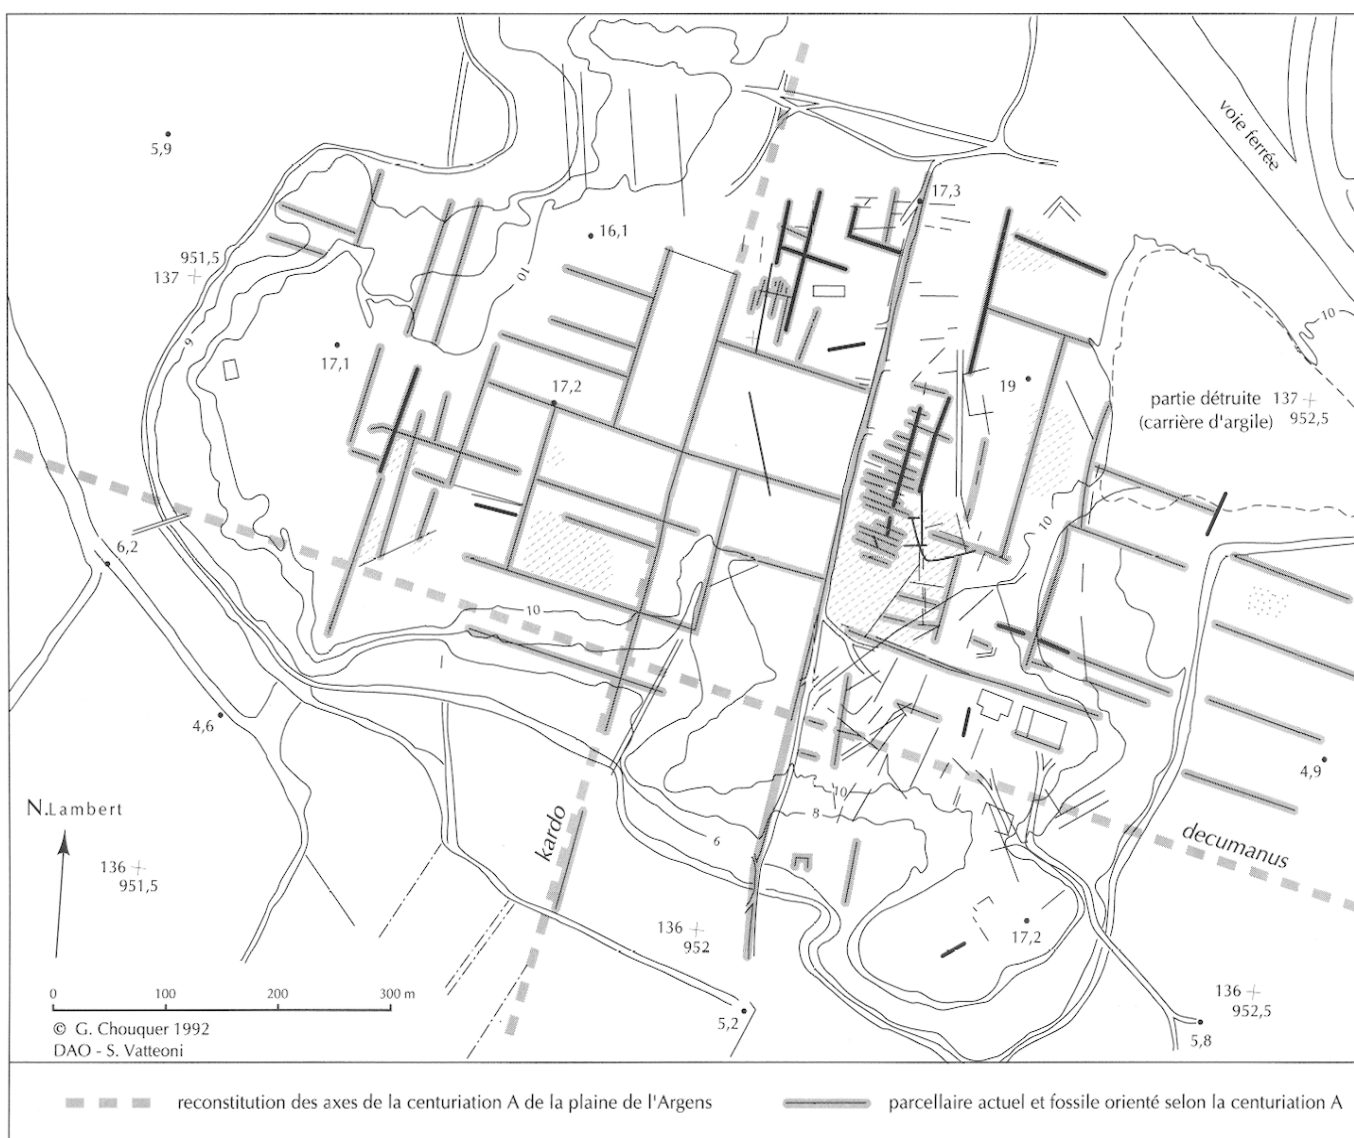 voie ferrée
5,9
17,3
16,1
951,5
137
10
10
6
17,1
17,2
19
partie détruite
(carrière d'argile)
137
952,5
10
6,2
10
4,6
4,9
10
8
6
kardo
decumanus
N.Lambert
136
951,5
136
952
17,2
136
952,5
5,2
5,8
0 100 200 300 m
© G. Chouquer 1992
DAO - S. Vatteoni
reconstitution des axes de la centuriation A de la plaine de l'Argens
parcellaire actuel et fossile orienté selon la centuriation A